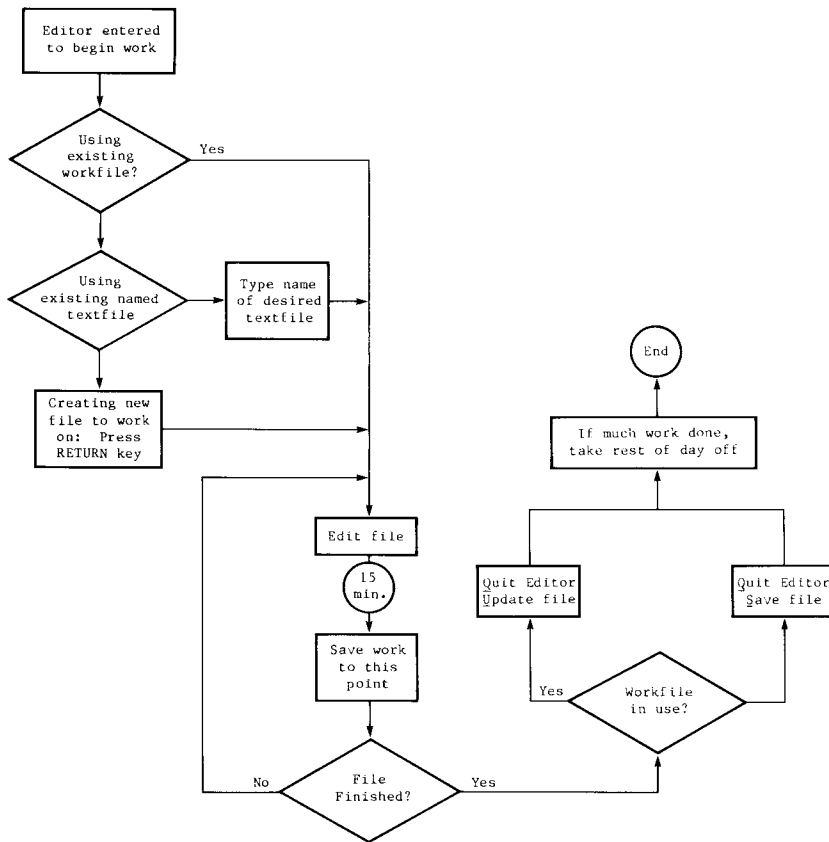 Editor entered
to begin work
Using
existing
workfile?
Yes
Using
existing named
textfile
Type name
of desired
textfile
Creating new
file to work
on: Press
RETURN key
Edit file
15
min.
Save work
to this
point
File
Finished?
No
Yes
Workfile
in use?
Yes
Quit Editor
Update file
Quit Editor
Save file
If much work done,
take rest of day off
End